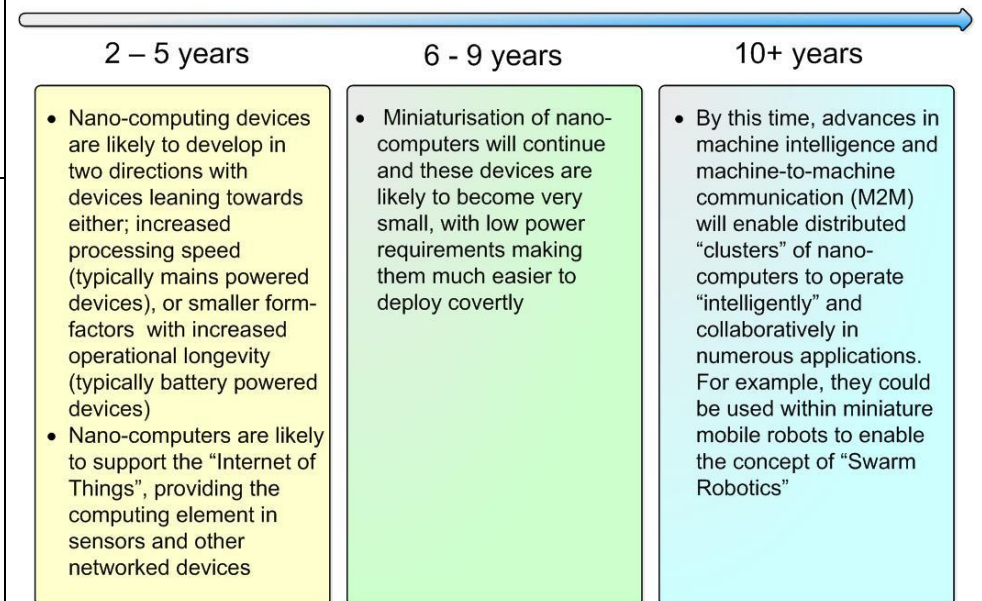 2 – 5 years
6 - 9 years
10+ years
• Nano-computing devices
are likely to develop in
two directions with
devices leaning towards
either; increased
processing speed
(typically mains powered
devices), or smaller form-
factors  with increased
operational longevity
(typically battery powered
devices)
• Nano-computers are likely
to support the “Internet of
Things”, providing the
computing element in
sensors and other
networked devices
• Miniaturisation of nano-
computers will continue
and these devices are
likely to become very
small, with low power
requirements making
them much easier to
deploy covertly
• By this time, advances in
machine intelligence and
machine-to-machine
communication (M2M)
will enable distributed
“clusters” of nano-
computers to operate
“intelligently” and
collaboratively in
numerous applications.
For example, they could
be used within miniature
mobile robots to enable
the concept of “Swarm
Robotics”